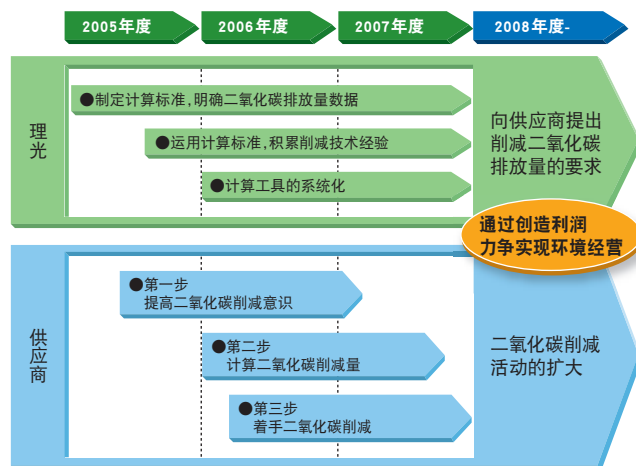 2005年度
2006年度
2007年度
2008年度-
理光
●制定计算标准，明确二氧化碳排放量数据
●运用计算标准，积累削减技术经验
●计算工具的系统化
向供应商提出
削减二氧化碳
排放量的要求
通过创造利润
力争实现环境经营
供应商
●第一步
提高二氧化碳削减意识
●第二步
计算二氧化碳削减量
●第三步
着手二氧化碳削减
二氧化碳削减
活动的扩大